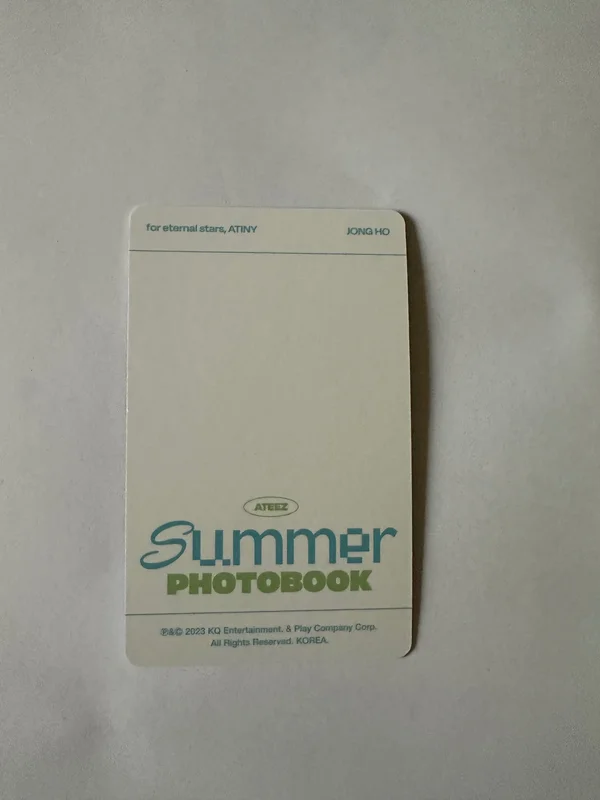 for eternal stars, ATINY JONG HO
ATEEZ
Summer
PHOTOBOOK
℗&© 2023 KQ Entertainment. & Play Company Corp.
All Rights Reserved. KOREA.